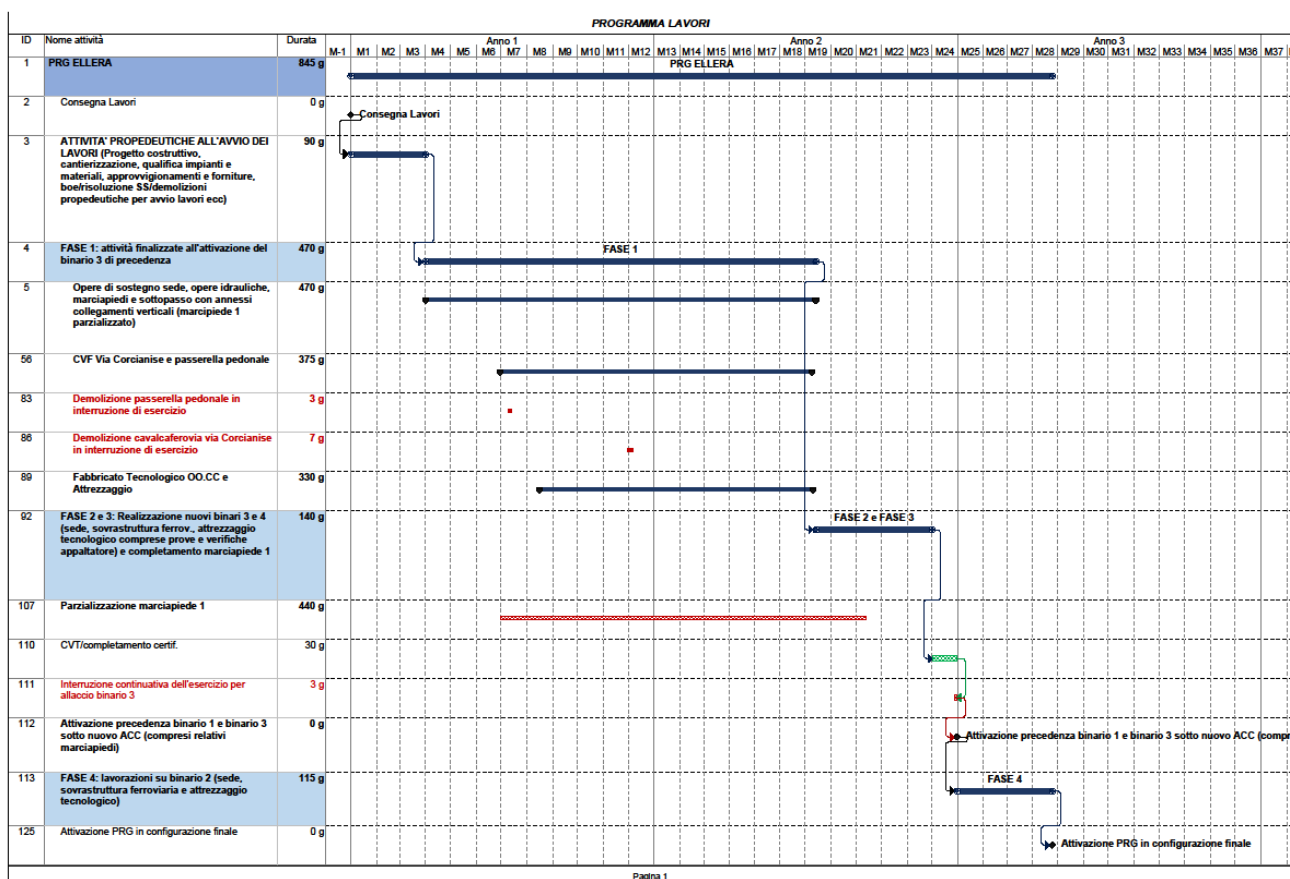 PROGRAMMA LAVORI
ID Nome attività Durata Anno 1 Anno 2 Anno 3
M-1 M1 M2 M3 M4 M5 M6 M7 M8 M9 M10 M11 M12 M13 M14 M15 M16 M17 M18 M19 M20 M21 M22 M23 M24 M25 M26 M27 M28 M29 M30 M31 M32 M33 M34 M35 M36 M37
1 PRG ELLERA 845 g PRG ELLERA
2 Consegna Lavori 0 g Consegna Lavori
3 ATTIVITA' PROPEDEUTICHE ALL'AVVIO DEI 90 g
LAVORI (Progetto costruttivo,
cantierizzazione, qualifica impianti e
materiali, approvvigionamenti e forniture,
boe/risoluzione SS/demolizioni
propedeutiche per avvio lavori ecc)
4 FASE 1: attività finalizzate all'attivazione del 470 g FASE 1
binario 3 di precedenza
5 Opere di sostegno sede, opere idrauliche, 470 g
marciapiedi e sottopasso con annessi
collegamenti verticali (marcipiede 1
parzializzato)
56 CVF Via Corcianise e passerella pedonale 375 g
83 Demolizione passerella pedonale in 3 g
interruzione di esercizio
86 Demolizione cavalcaferovia via Corcianise 7 g
in interruzione di esercizio
89 Fabbricato Tecnologico OO.CC e 330 g
Attrezzaggio
92 FASE 2 e 3: Realizzazione nuovi binari 3 e 4 140 g FASE 2 e FASE 3
(sede, sovrastruttura ferrov., attrezzaggio
tecnologico comprese prove e verifiche
appaltatore) e completamento marciapiede 1
107 Parzializzazione marciapiede 1 440 g
110 CVT/completamento certif. 30 g
111 Interruzione continuativa dell'esercizio per 3 g
allaccio binario 3
112 Attivazione precedenza binario 1 e binario 3 0 g Attivazione precedenza binario 1 e binario 3 sotto nuovo ACC (compr
sotto nuovo ACC (compresi relativi
marciapiedi)
113 FASE 4: lavorazioni su binario 2 (sede, 115 g FASE 4
sovrastruttura ferroviaria e attrezzaggio
tecnologico)
125 Attivazione PRG in configurazione finale 0 g Attivazione PRG in configurazione finale
Pagina 1